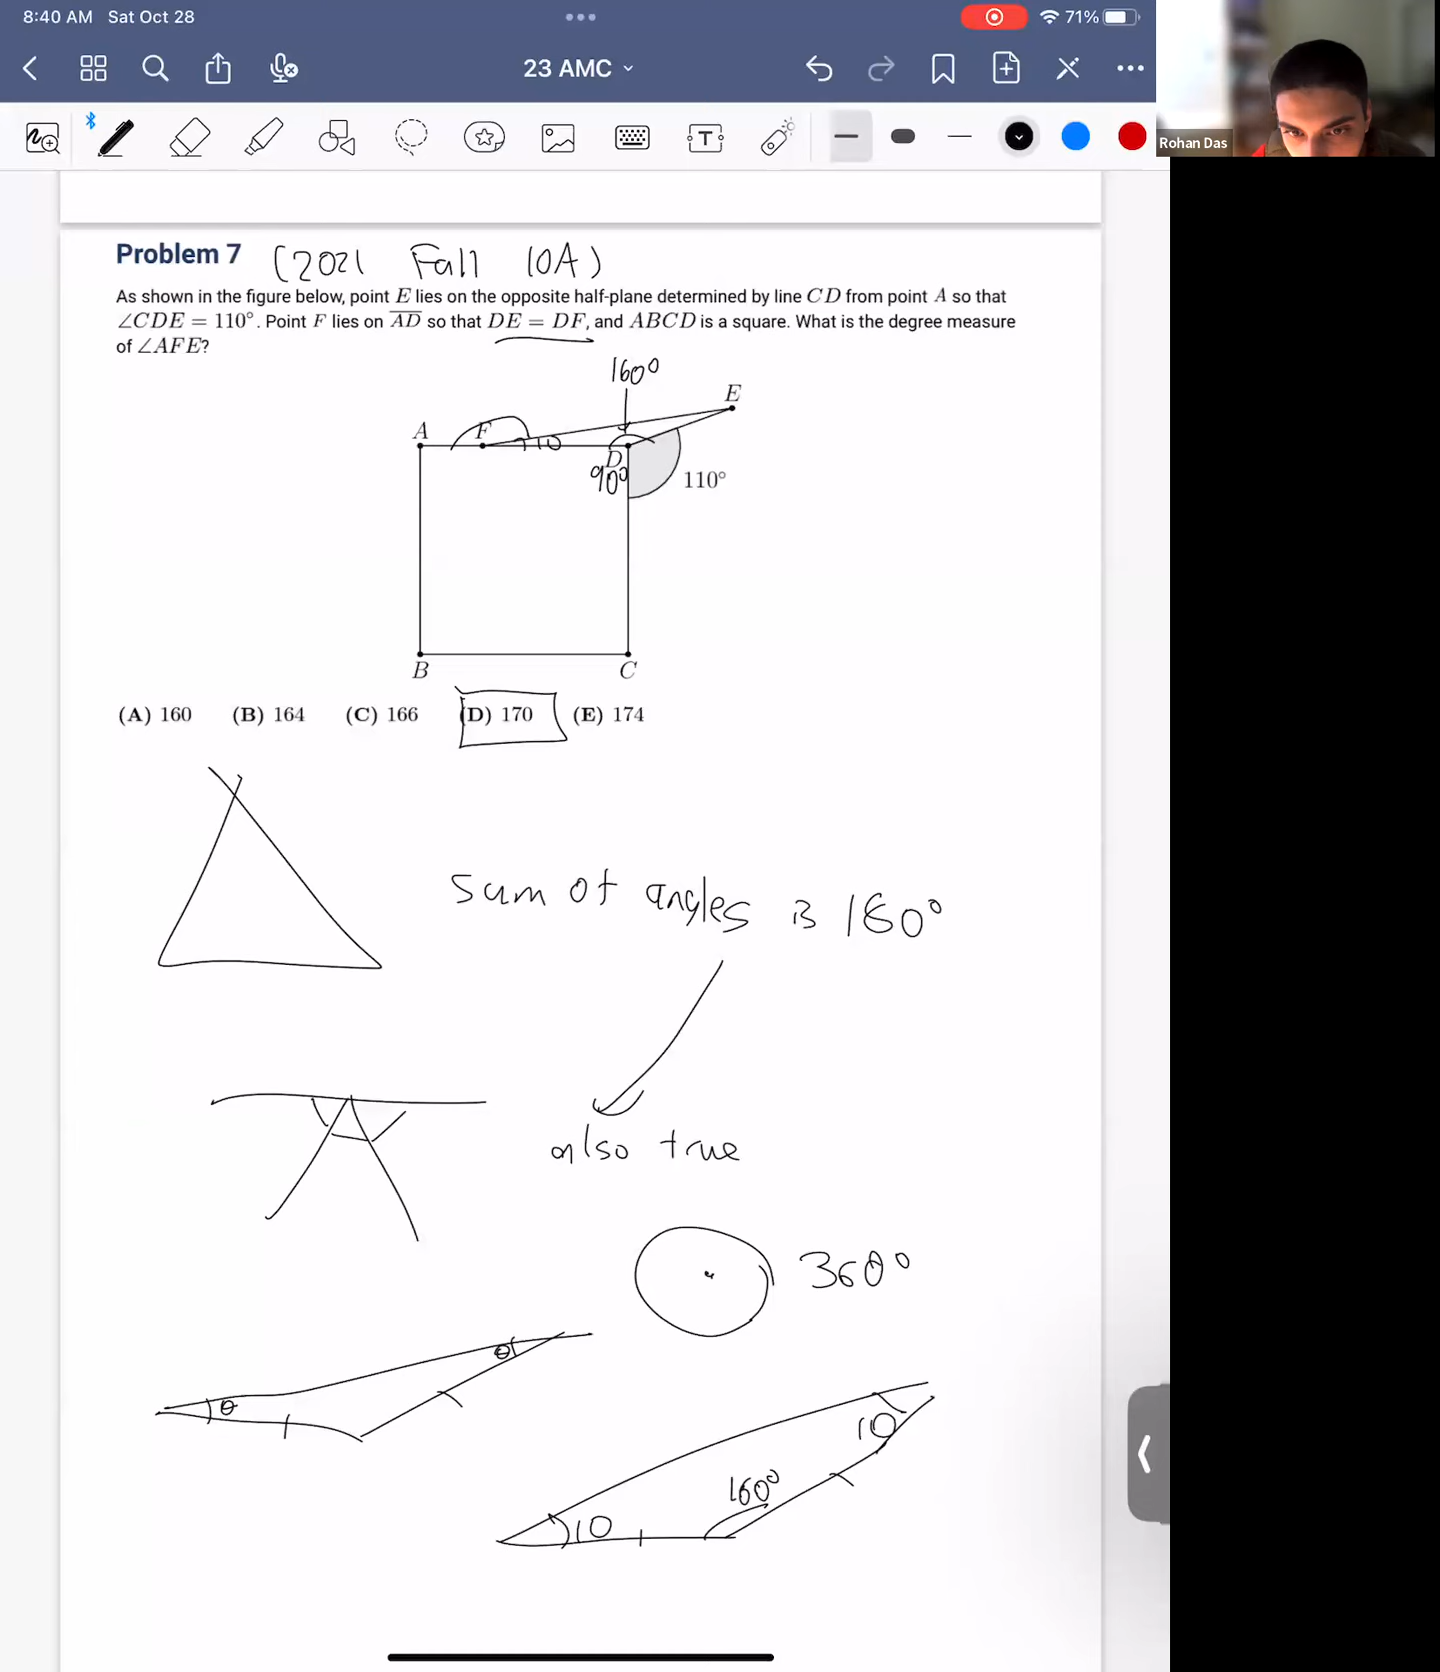 8:40 AM Sat Oct 28
71%
23 AMC
T
Rohan Das
Problem 7 (2021 Fall 10A)
As shown in the figure below, point E lies on the opposite half-plane determined by line CD from point A so that
∠CDE = 110°. Point F lies on AD so that DE = DF, and ABCD is a square. What is the degree measure
of ∠AFE?
160°
E
A F 10 D
90° 110°
B C
(A) 160 (B) 164 (C) 166 (D) 170 (E) 174
Sum of angles is 180°
also true
360°
θ θ
10 160° 10